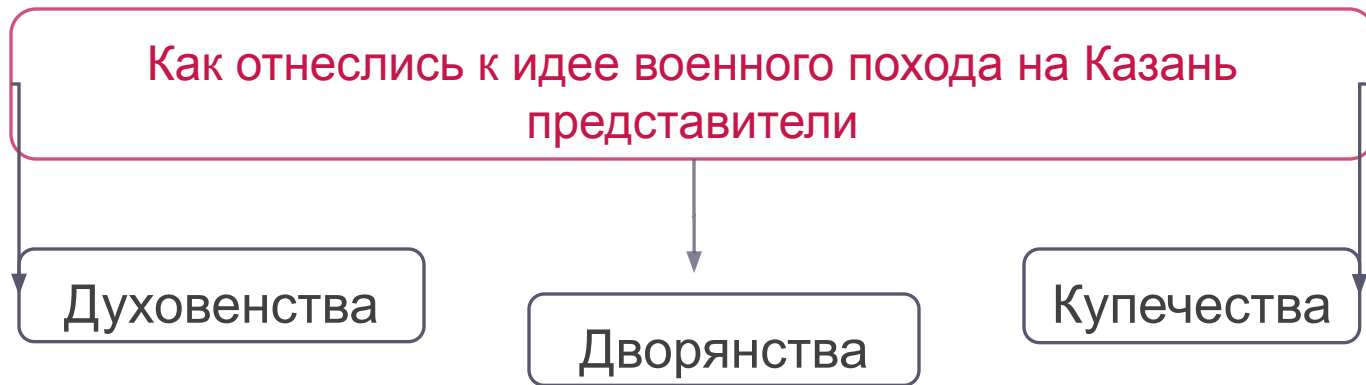 Как отнеслись к идее военного похода на Казань
представители
Духовенства
Дворянства
Купечества